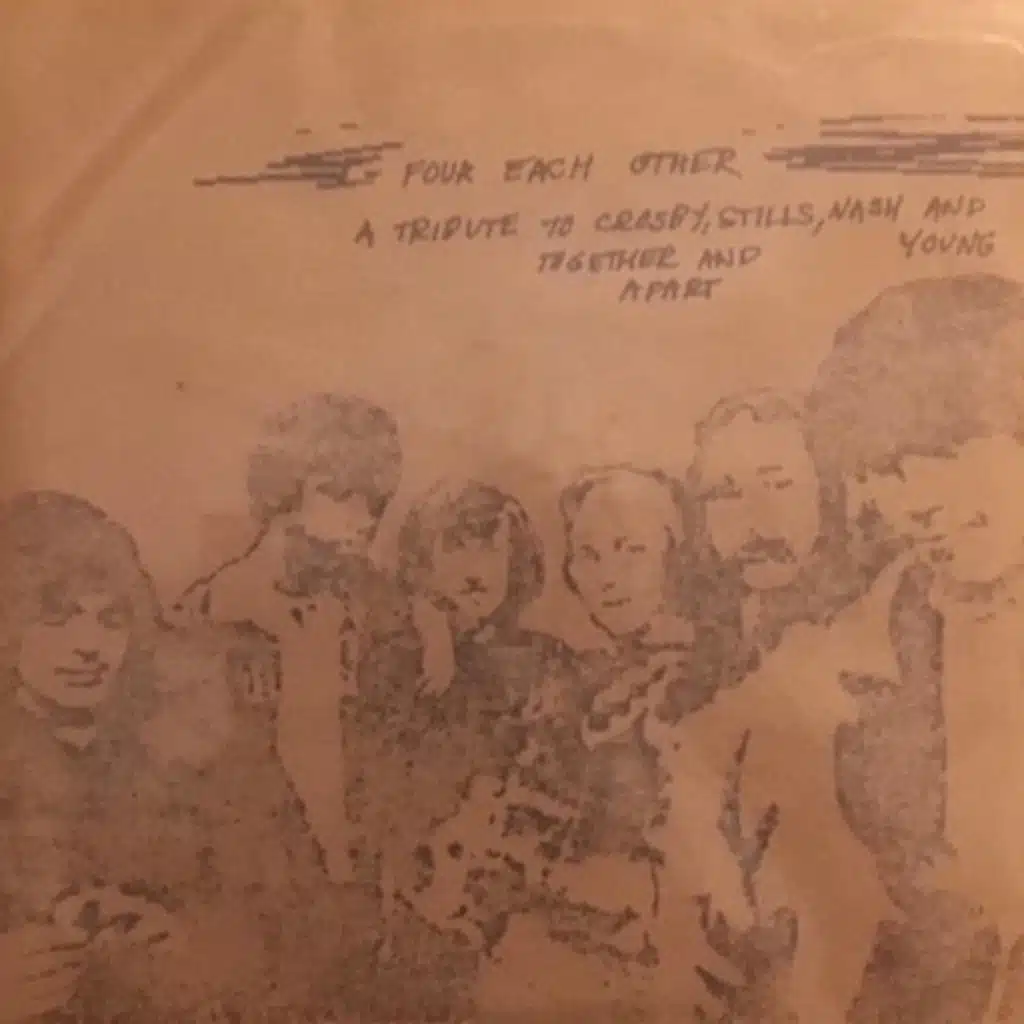 FOUR EACH OTHER
A TRIBUTE TO CROSBY, STILLS, NASH AND
TOGETHER AND YOUNG
APART